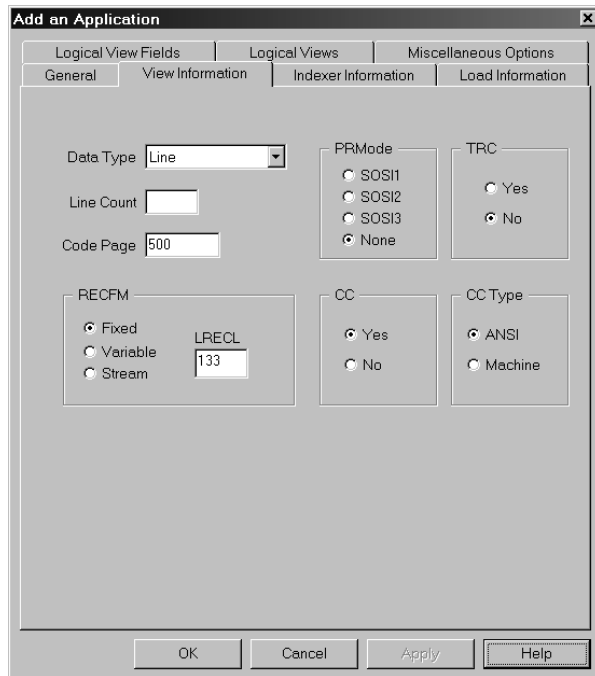 Add an Application
Logical View Fields Logical Views Miscellaneous Options
General View Information Indexer Information Load Information
Data Type Line
Line Count
Code Page 500
PRMode
SOSI1
SOSI2
SOSI3
None
TRC
Yes
No
RECFM
Fixed
Variable
Stream
LRECL
133
CC
Yes
No
CC Type
ANSI
Machine
OK Cancel Apply Help